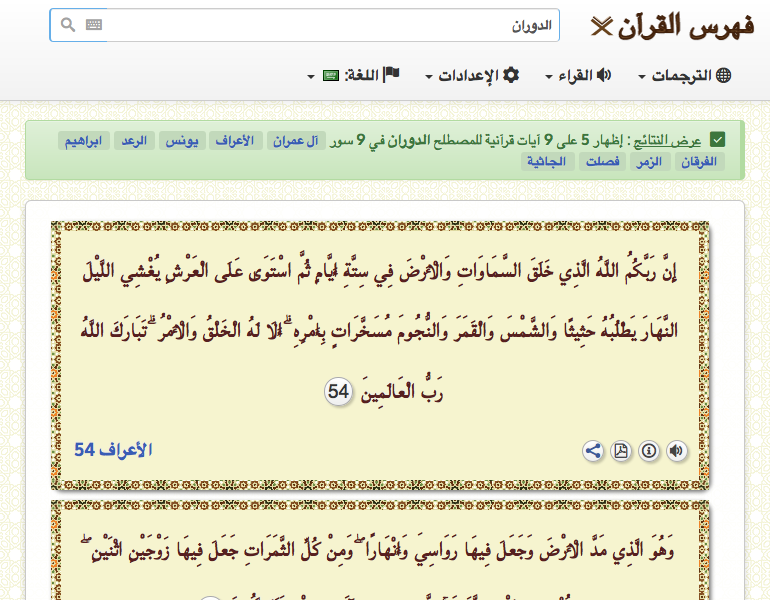 فهرس القرآن
الدوران
الترجمات
القراء
الإعدادات
اللغة:
عرض النتائج : إظهار 5 على 9 آيات قرآنية للمصطلح الدوران في 9 سور آل عمران الأعراف يونس الرعد ابراهيم
الفرقان الزمر فصلت الجاثية
إِنَّ رَبَّكُمُ اللَّهُ الَّذِي خَلَقَ السَّمَاوَاتِ وَالْأَرْضَ فِي سِتَّةِ أَيَّامٍ ثُمَّ اسْتَوَى عَلَى الْعَرْشِ يُغْشِي اللَّيْلَ
النَّهَارَ يَطْلُبُهُ حَثِيثًا وَالشَّمْسَ وَالْقَمَرَ وَالنُّجُومَ مُسَخَّرَاتٍ بِأَمْرِهِ ۗ أَلَا لَهُ الْخَلْقُ وَالْأَمْرُ ۗ تَبَارَكَ اللَّهُ
رَبُّ الْعَالَمِينَ 54
الأعراف 54
وَهُوَ الَّذِي مَدَّ الْأَرْضَ وَجَعَلَ فِيهَا رَوَاسِيَ وَأَنْهَارًا ۖ وَمِنْ كُلِّ الثَّمَرَاتِ جَعَلَ فِيهَا زَوْجَيْنِ اثْنَيْنِ ۖ